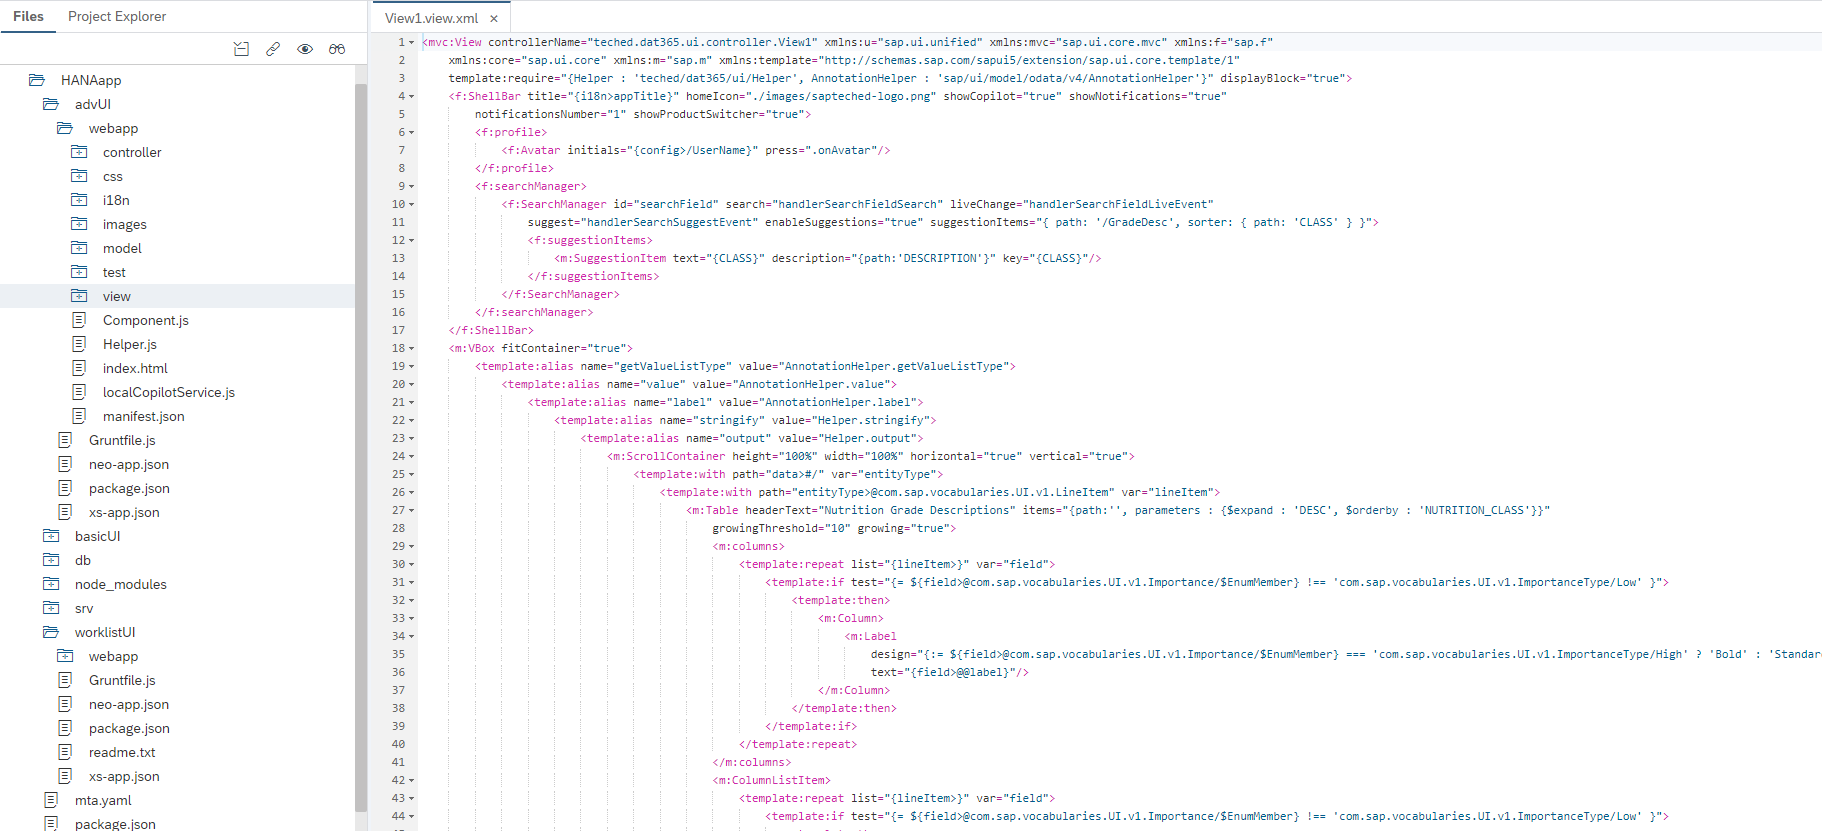 Files Project Explorer
HANAapp
advUI
webapp
controller
css
i18n
images
model
test
view
Component.js
Helper.js
index.html
localCopilotService.js
manifest.json
Gruntfile.js
neo-app.json
package.json
xs-app.json
basicUI
db
node_modules
srv
worklistUI
webapp
Gruntfile.js
neo-app.json
package.json
readme.txt
xs-app.json
mta.yaml
package.json
View1.view.xml ×
1 <mvc:View controllerName="teched.dat365.ui.controller.View1" xmlns:u="sap.ui.unified" xmlns:mvc="sap.ui.core.mvc" xmlns:f="sap.f"
2 xmlns:core="sap.ui.core" xmlns:m="sap.m" xmlns:template="http://schemas.sap.com/sapui5/extension/sap.ui.core.template/1"
3 template:require="{Helper : 'teched/dat365/ui/Helper', AnnotationHelper : 'sap/ui/model/odata/v4/AnnotationHelper'}" displayBlock="true">
4 <f:ShellBar title="{i18n>appTitle}" homeIcon="./images/sapteched-logo.png" showCopilot="true" showNotifications="true"
5 notificationsNumber="1" showProductSwitcher="true">
6 <f:profile>
7 <f:Avatar initials="{config>/UserName}" press=".onAvatar"/>
8 </f:profile>
9 <f:searchManager>
10 <f:SearchManager id="searchField" search="handlerSearchFieldSearch" liveChange="handlerSearchFieldLiveEvent"
11 suggest="handlerSearchSuggestEvent" enableSuggestions="true" suggestionItems="{ path: '/GradeDesc', sorter: { path: 'CLASS' } }">
12 <f:suggestionItems>
13 <m:SuggestionItem text="{CLASS}" description="{path:'DESCRIPTION'}" key="{CLASS}"/>
14 </f:suggestionItems>
15 </f:SearchManager>
16 </f:searchManager>
17 </f:ShellBar>
18 <m:VBox fitContainer="true">
19 <template:alias name="getValueListType" value="AnnotationHelper.getValueListType">
20 <template:alias name="value" value="AnnotationHelper.value">
21 <template:alias name="label" value="AnnotationHelper.label">
22 <template:alias name="stringify" value="Helper.stringify">
23 <template:alias name="output" value="Helper.output">
24 <m:ScrollContainer height="100%" width="100%" horizontal="true" vertical="true">
25 <template:with path="data>#/" var="entityType">
26 <template:with path="entityType>@com.sap.vocabularies.UI.v1.LineItem" var="lineItem">
27 <m:Table headerText="Nutrition Grade Descriptions" items="{path:'', parameters : {$expand : 'DESC', $orderby : 'NUTRITION_CLASS'}}"
28 growingThreshold="10" growing="true">
29 <m:columns>
30 <template:repeat list="{lineItem>}" var="field">
31 <template:if test="{= ${field>@com.sap.vocabularies.UI.v1.Importance/$EnumMember} !== 'com.sap.vocabularies.UI.v1.ImportanceType/Low' }">
32 <template:then>
33 <m:Column>
34 <m:Label
35 design="{:= ${field>@com.sap.vocabularies.UI.v1.Importance/$EnumMember} === 'com.sap.vocabularies.UI.v1.ImportanceType/High' ? 'Bold' : 'Standar
36 text="{field>@@label}"/>
37 </m:Column>
38 </template:then>
39 </template:if>
40 </template:repeat>
41 </m:columns>
42 <m:ColumnListItem>
43 <template:repeat list="{lineItem>}" var="field">
44 <template:if test="{= ${field>@com.sap.vocabularies.UI.v1.Importance/$EnumMember} !== 'com.sap.vocabularies.UI.v1.ImportanceType/Low' }">